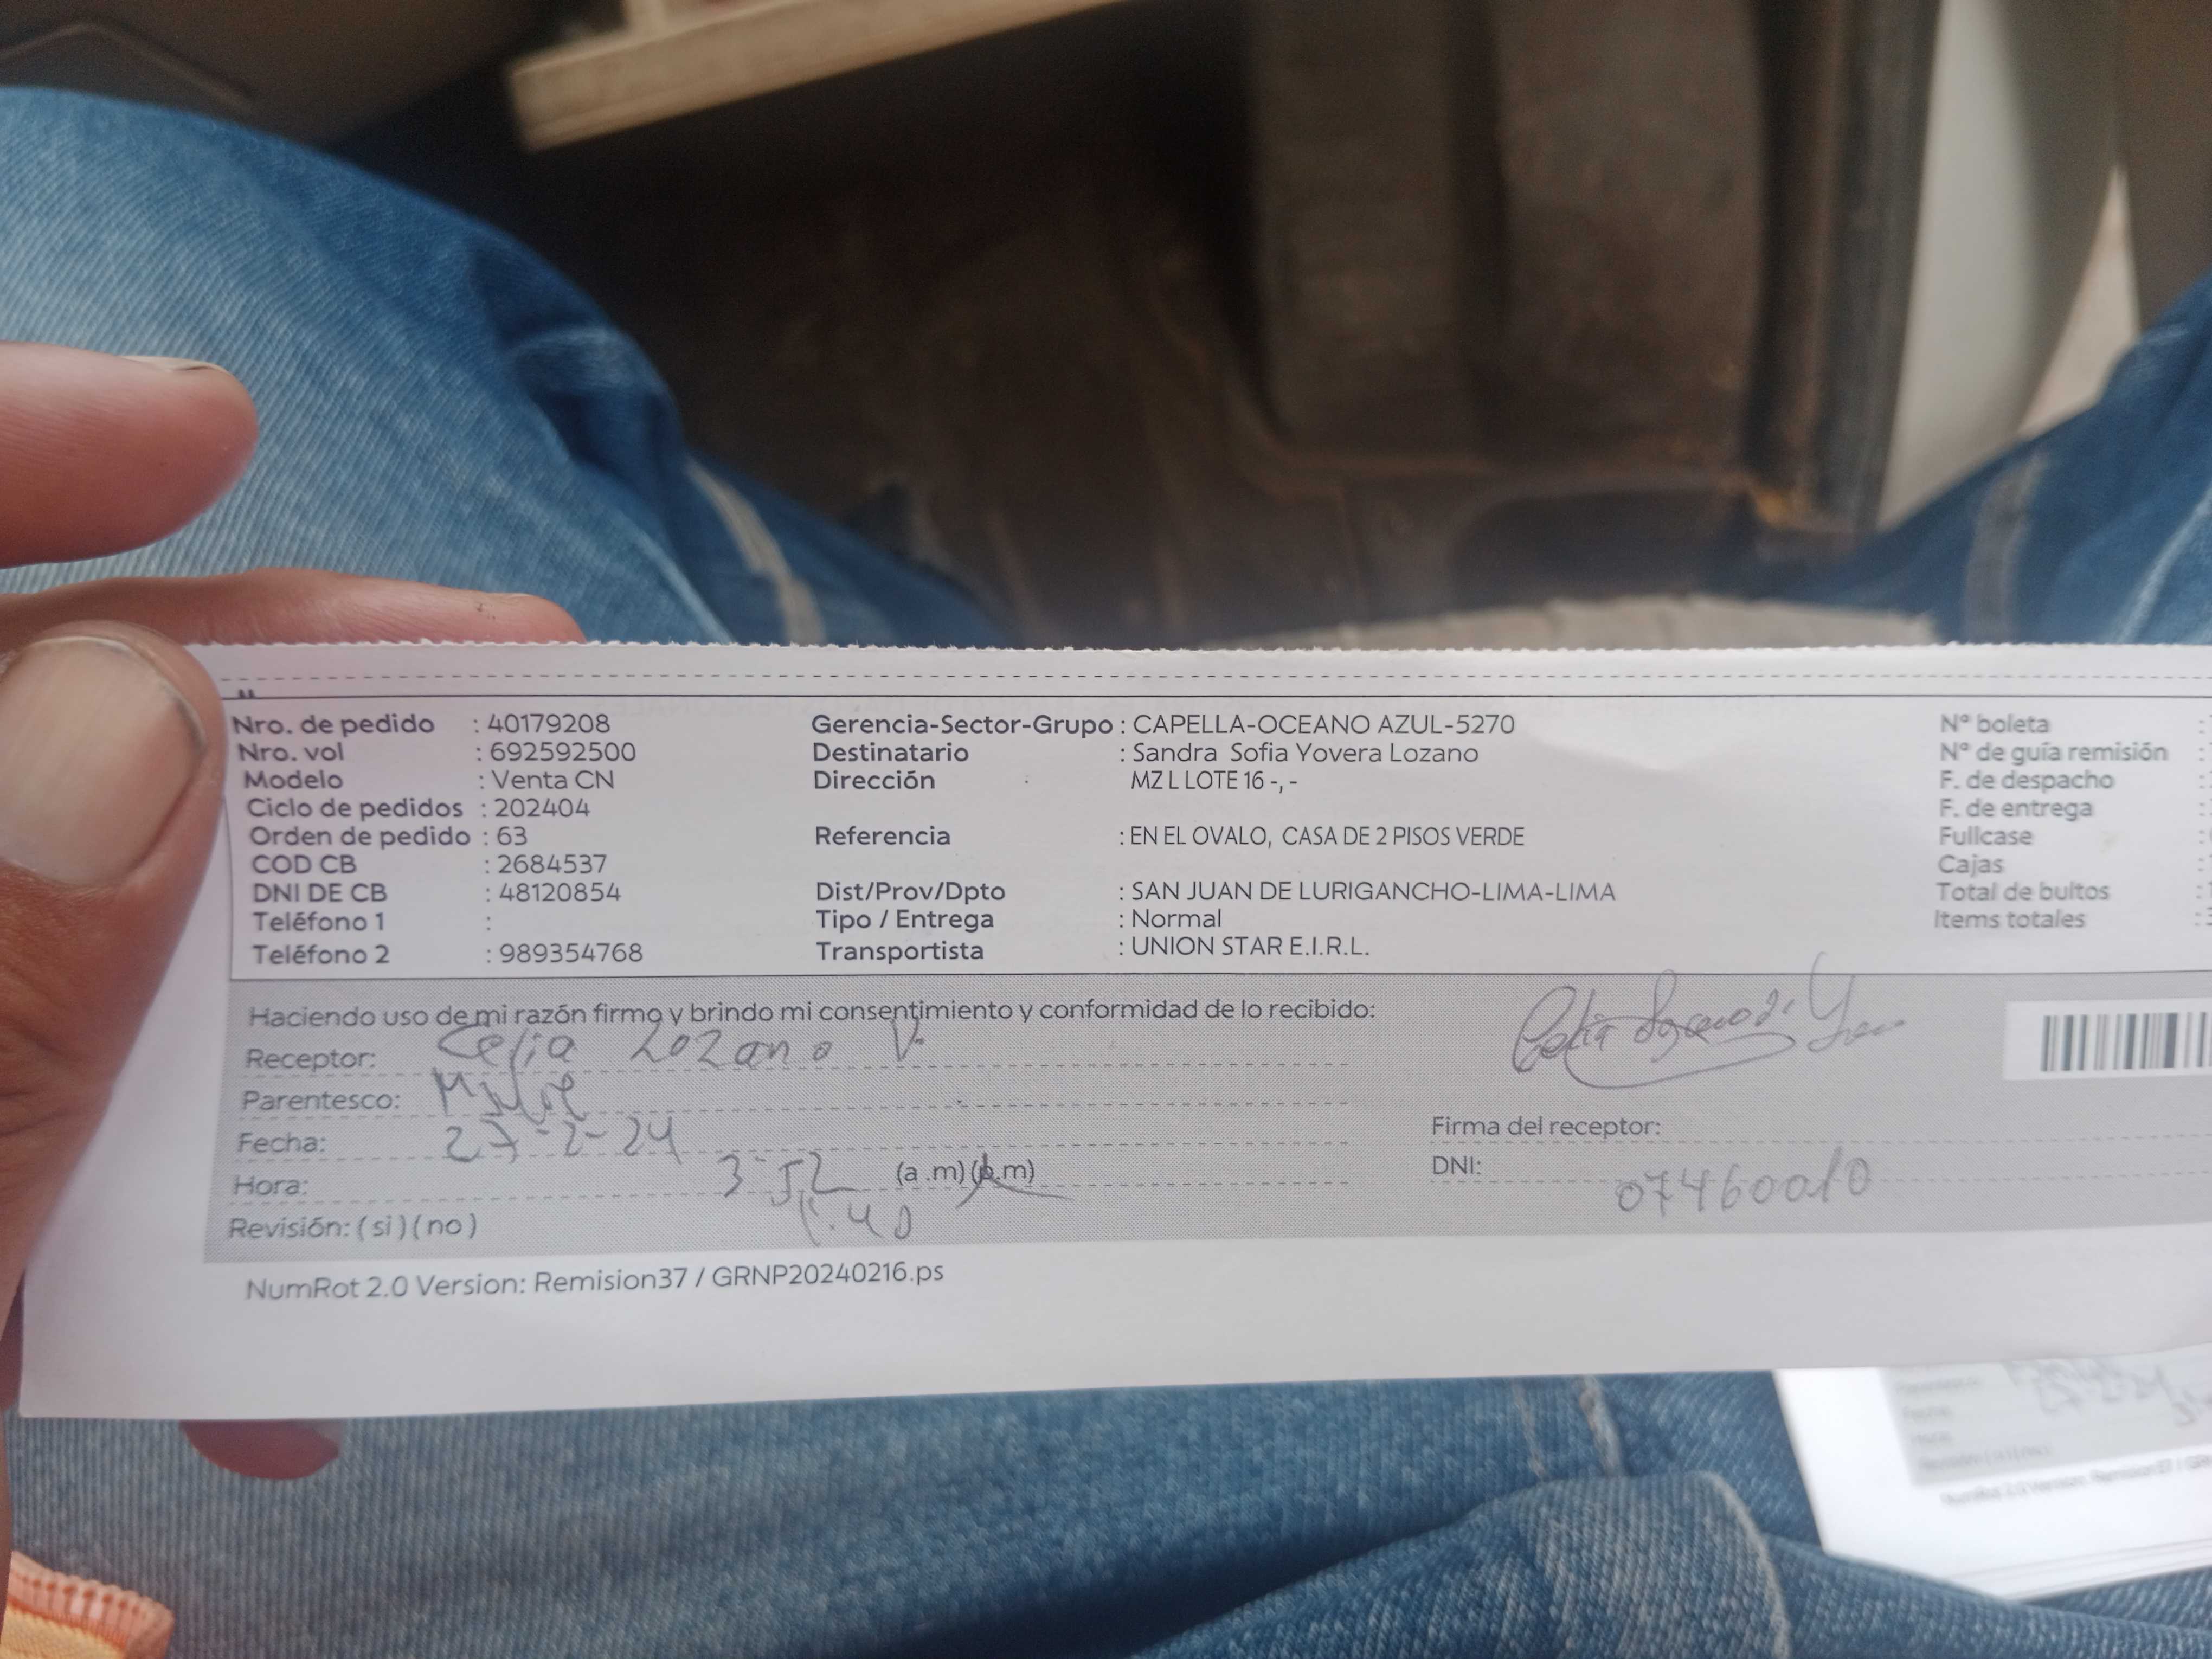 Nro. de pedido : 40179208 Gerencia-Sector-Grupo : CAPELLA-OCEANO AZUL-5270 N° boleta :
Nro. vol : 692592500 Destinatario : Sandra Sofia Yovera Lozano N° de guía remisión :
Modelo : Venta CN Dirección : MZ L LOTE 16 -, - F. de despacho :
Ciclo de pedidos : 202404 F. de entrega :
Orden de pedido : 63 Referencia : EN EL OVALO, CASA DE 2 PISOS VERDE Fullcase :
COD CB : 2684537 Cajas :
DNI DE CB : 48120854 Dist/Prov/Dpto : SAN JUAN DE LURIGANCHO-LIMA-LIMA Total de bultos :
Teléfono 1 : Tipo / Entrega : Normal Items totales :
Teléfono 2 : 989354768 Transportista : UNION STAR E.I.R.L.
Haciendo uso de mi razón firmo y brindo mi consentimiento y conformidad de lo recibido:
Receptor: Celia Lozano V.
Parentesco:
Fecha: 27-2-24 Firma del receptor:
Hora: 3 52 (a .m) (p.m) DNI: 07460010
Revisión: ( si ) ( no )
NumRot 2.0 Version: Remision37 / GRNP20240216.ps